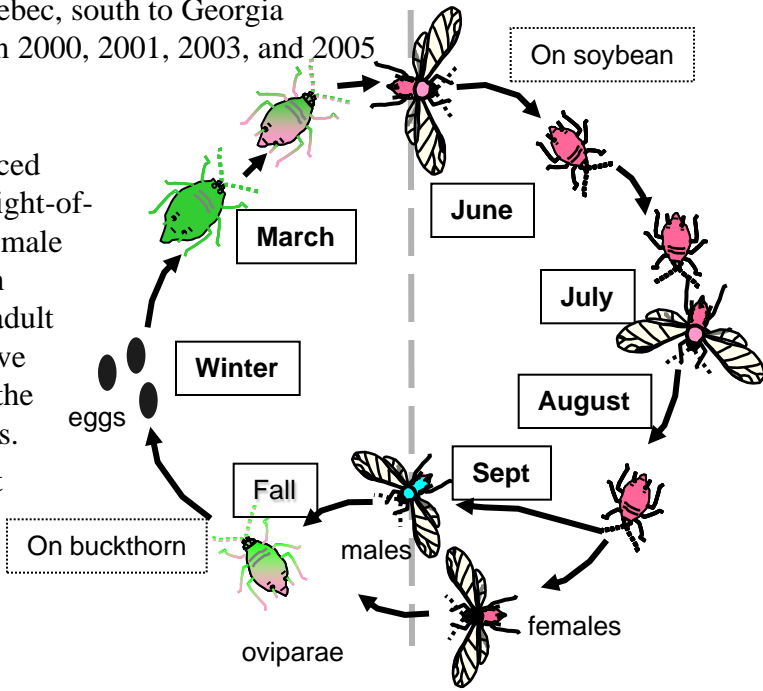 ebec, south to Georgia
n 2000, 2001, 2003, and 2005
ced
ight-of-
male
n
adult
ve
the
s.
t
On soybean
June
March
July
Winter
August
eggs
Sept
Fall
On buckthorn
males
females
oviparae